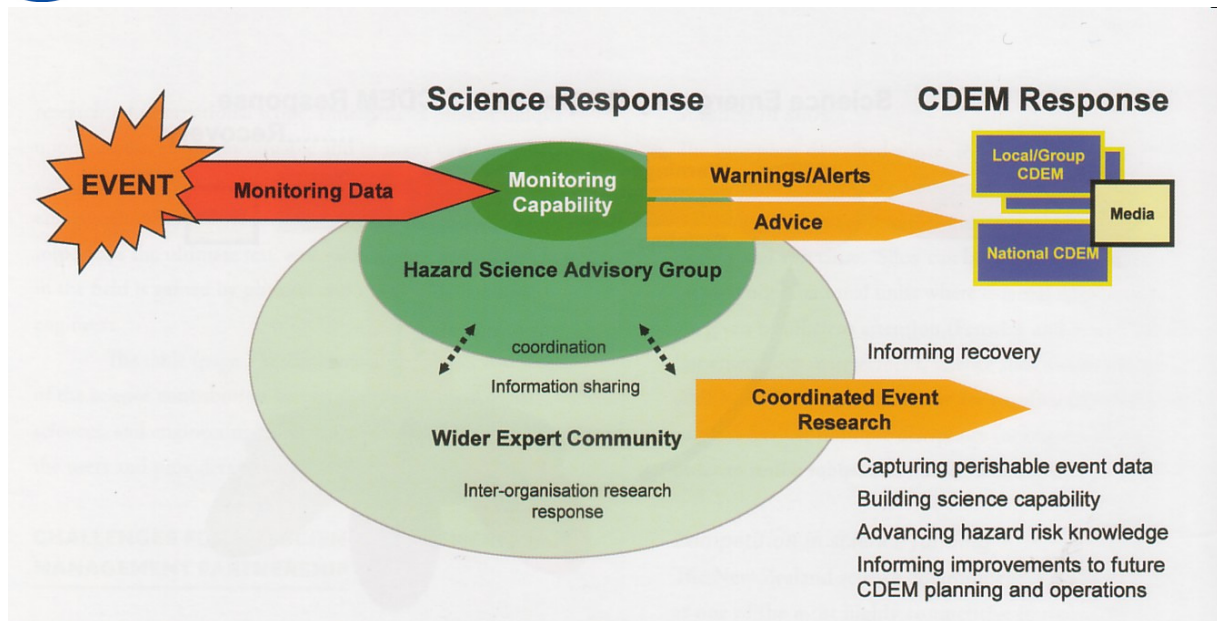 Science Response
CDEM Response
EVENT
Monitoring Data
Monitoring
Capability
Warnings/Alerts
Advice
Local/Group
CDEM
Media
National CDEM
Hazard Science Advisory Group
coordination
Information sharing
Wider Expert Community
Inter-organisation research
response
Informing recovery
Coordinated Event
Research
Capturing perishable event data
Building science capability
Advancing hazard risk knowledge
Informing improvements to future
CDEM planning and operations